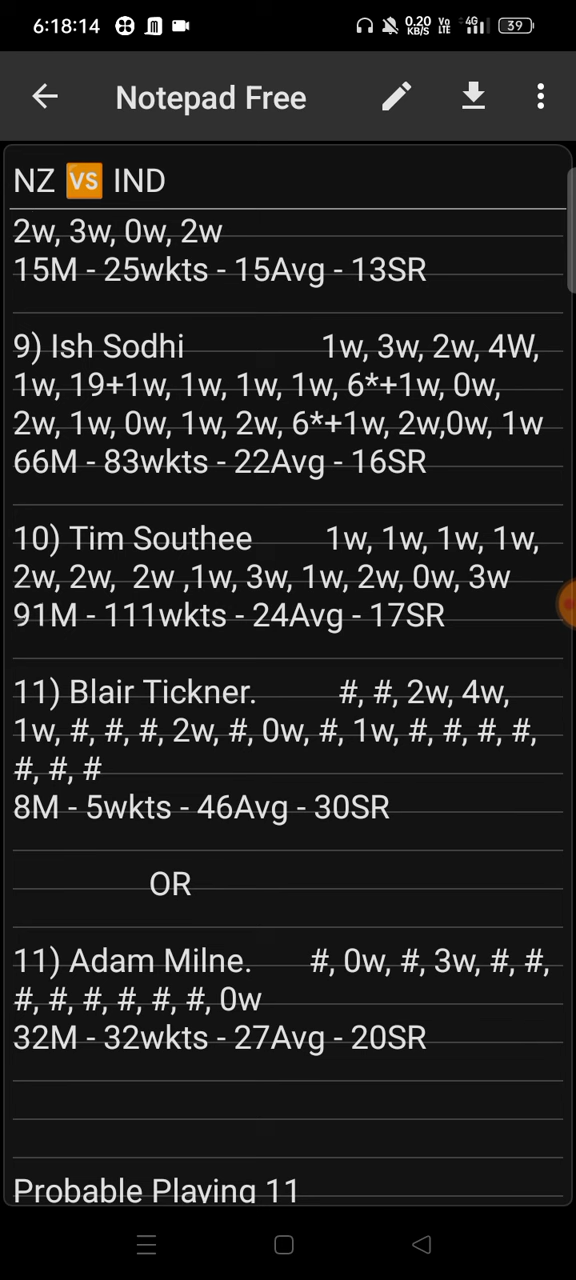 6:18:14 0.20 KB/S Vo LTE 4G 39
Notepad Free
NZ 🆚 IND
2w, 3w, 0w, 2w
15M - 25wkts - 15Avg - 13SR
9) Ish Sodhi 1w, 3w, 2w, 4W,
1w, 19+1w, 1w, 1w, 1w, 6*+1w, 0w,
2w, 1w, 0w, 1w, 2w, 6*+1w, 2w,0w, 1w
66M - 83wkts - 22Avg - 16SR
10) Tim Southee 1w, 1w, 1w, 1w,
2w, 2w,  2w ,1w, 3w, 1w, 2w, 0w, 3w
91M - 111wkts - 24Avg - 17SR
11) Blair Tickner. #, #, 2w, 4w,
1w, #, #, #, 2w, #, 0w, #, 1w, #, #, #, #,
#, #, #
8M - 5wkts - 46Avg - 30SR
OR
11) Adam Milne. #, 0w, #, 3w, #, #,
#, #, #, #, #, #, 0w
32M - 32wkts - 27Avg - 20SR
Probable Playing 11